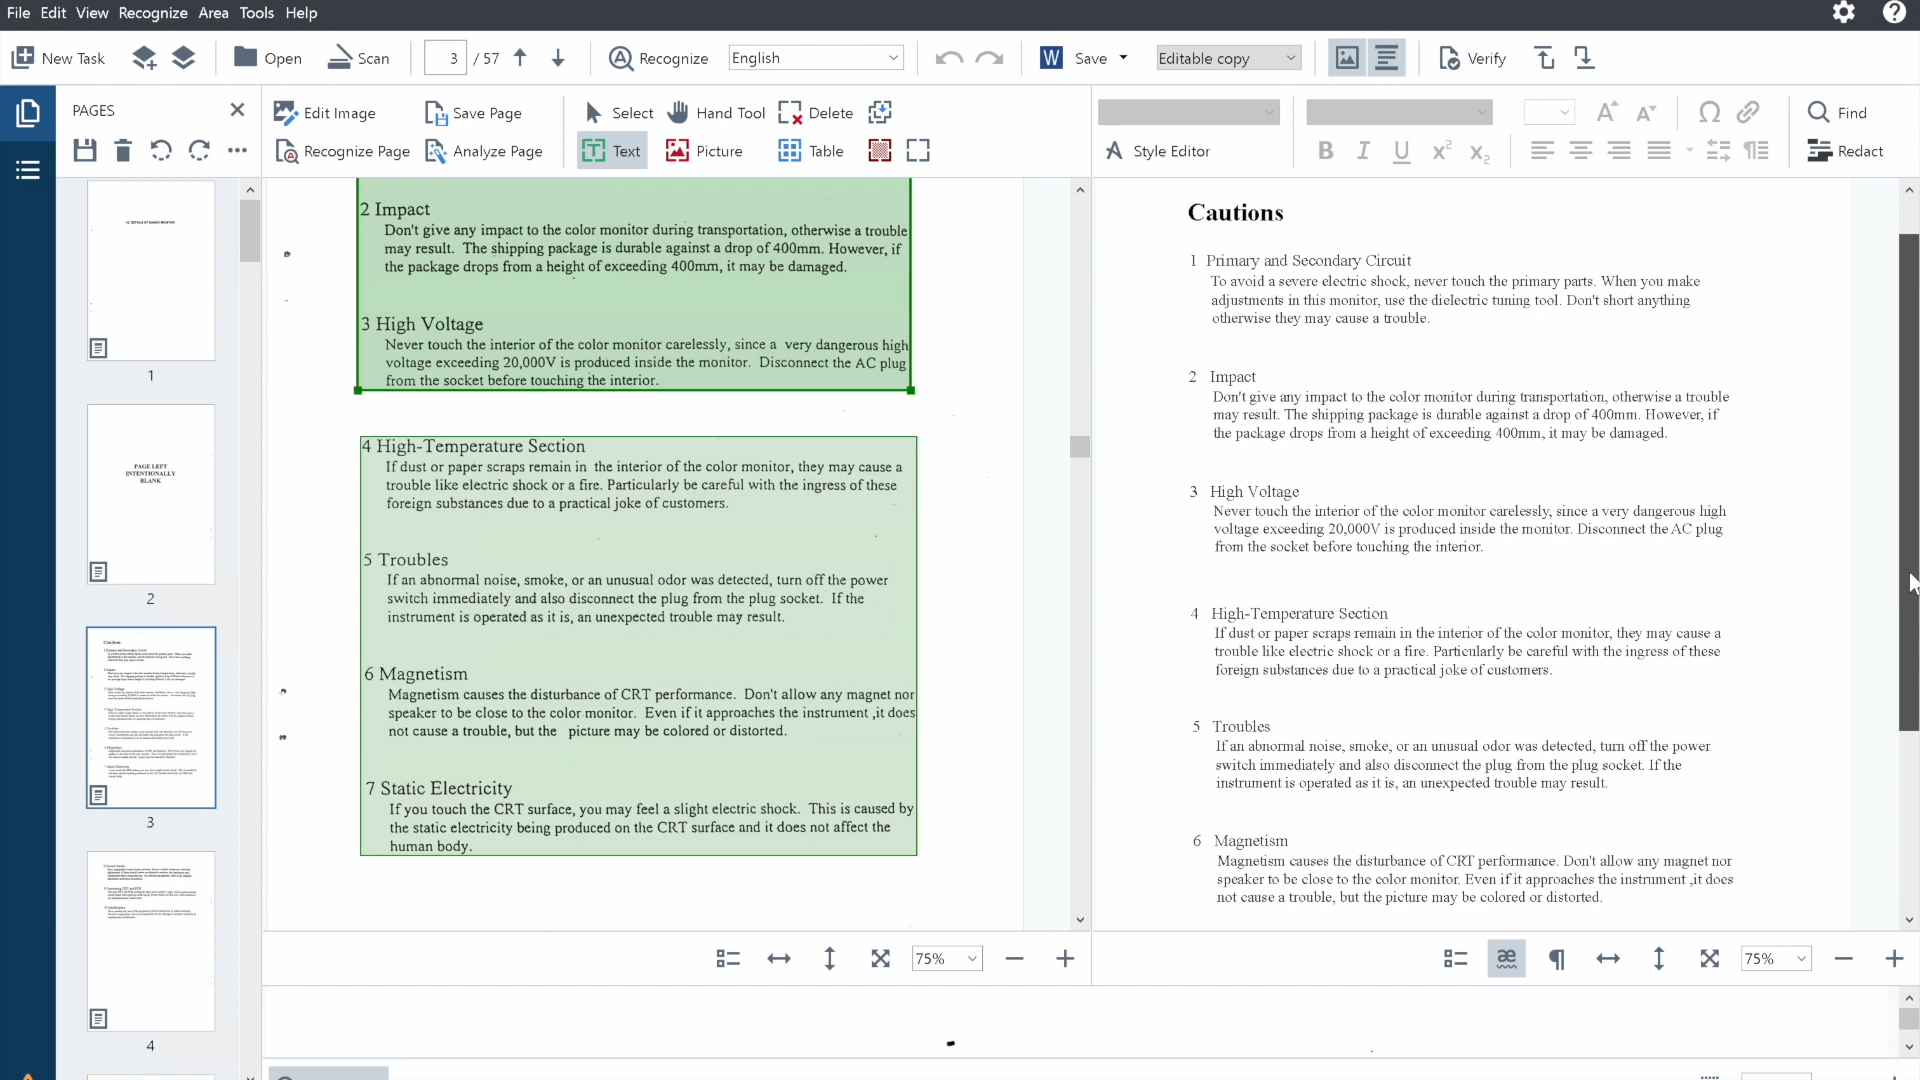 File Edit View Recognize Area Tools Help
New Task Open Scan 3 / 57 Recognize English Save Editable copy Verify
PAGES
Edit Image Save Page Select Hand Tool Delete
Recognize Page Analyze Page Text Picture Table
Find
Style Editor B I U X² X₂ Redact
10. DETAILS OF NANAO MONITOR
1
PAGE LEFT
INTENTIONALLY
BLANK
2
Cautions
3
4
2 Impact
Don't give any impact to the color monitor during transportation, otherwise a trouble
may result. The shipping package is durable against a drop of 400mm. However, if
the package drops from a height of exceeding 400mm, it may be damaged.
3 High Voltage
Never touch the interior of the color monitor carelessly, since a very dangerous high
voltage exceeding 20,000V is produced inside the monitor. Disconnect the AC plug
from the socket before touching the interior.
4 High-Temperature Section
If dust or paper scraps remain in the interior of the color monitor, they may cause a
trouble like electric shock or a fire. Particularly be careful with the ingress of these
foreign substances due to a practical joke of customers.
5 Troubles
If an abnormal noise, smoke, or an unusual odor was detected, turn off the power
switch immediately and also disconnect the plug from the plug socket. If the
instrument is operated as it is, an unexpected trouble may result.
6 Magnetism
Magnetism causes the disturbance of CRT performance. Don't allow any magnet nor
speaker to be close to the color monitor. Even if it approaches the instrument ,it does
not cause a trouble, but the picture may be colored or distorted.
7 Static Electricity
If you touch the CRT surface, you may feel a slight electric shock. This is caused by
the static electricity being produced on the CRT surface and it does not affect the
human body.
75%
Cautions
1 Primary and Secondary Circuit
To avoid a severe electric shock, never touch the primary parts. When you make
adjustments in this monitor, use the dielectric tuning tool. Don't short anything
otherwise they may cause a trouble.
2 Impact
Don't give any impact to the color monitor during transportation, otherwise a trouble
may result. The shipping package is durable against a drop of 400mm. However, if
the package drops from a height of exceeding 400mm, it may be damaged.
3 High Voltage
Never touch the interior of the color monitor carelessly, since a very dangerous high
voltage exceeding 20,000V is produced inside the monitor. Disconnect the AC plug
from the socket before touching the interior.
4 High-Temperature Section
If dust or paper scraps remain in the interior of the color monitor, they may cause a
trouble like electric shock or a fire. Particularly be careful with the ingress of these
foreign substances due to a practical joke of customers.
5 Troubles
If an abnormal noise, smoke, or an unusual odor was detected, turn off the power
switch immediately and also disconnect the plug from the plug socket. If the
instrument is operated as it is, an unexpected trouble may result.
6 Magnetism
Magnetism causes the disturbance of CRT performance. Don't allow any magnet nor
speaker to be close to the color monitor. Even if it approaches the instrument ,it does
not cause a trouble, but the picture may be colored or distorted.
æ ¶ 75%